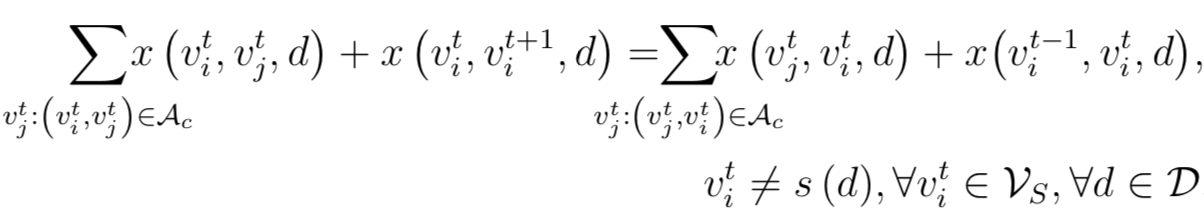 ∑ x (v_i^t, v_j^t, d) + x (v_i^t, v_i^{t+1}, d) = ∑ x (v_j^t, v_i^t, d) + x(v_i^{t−1}, v_i^t, d),
v_j^t:(v_i^t,v_j^t)∈𝒜_c v_j^t:(v_j^t,v_i^t)∈𝒜_c
v_i^t ≠ s (d), ∀v_i^t ∈ 𝒱_S, ∀d ∈ 𝒟